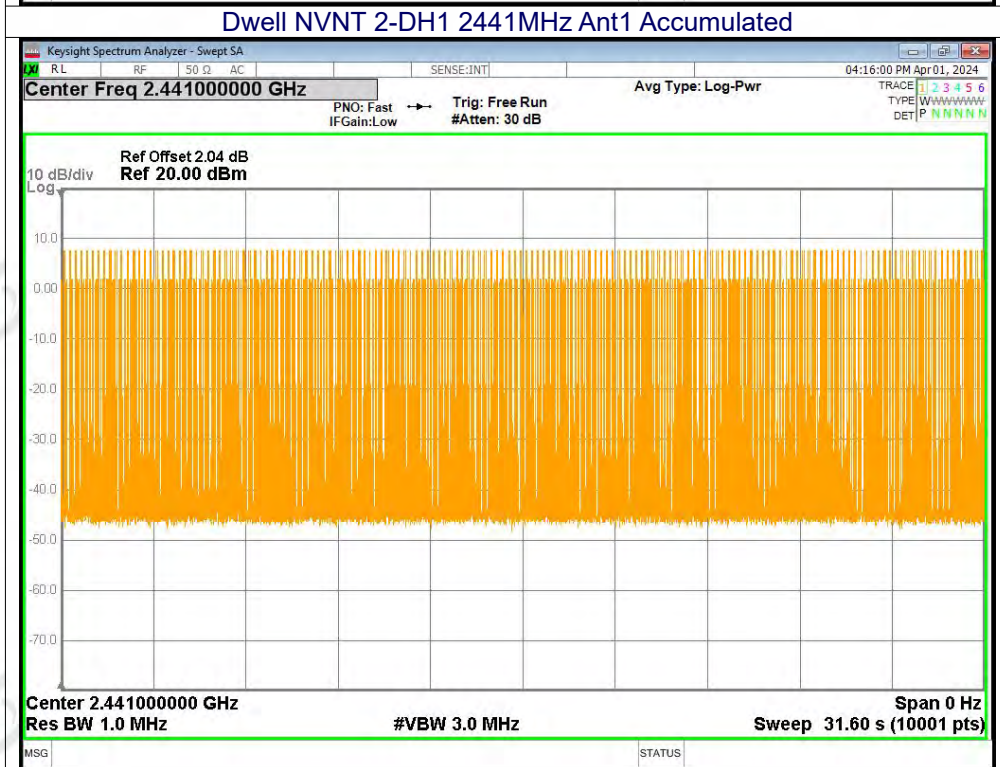 Dwell NVNT 2-DH1 2441MHz Ant1 Accumulated
Keysight Spectrum Analyzer - Swept SA
LXI RL RF 50 Ω AC SENSE:INT 04:16:00 PM Apr 01, 2024
Center Freq 2.441000000 GHz Avg Type: Log-Pwr TRACE 1 2 3 4 5 6
PNO: Fast Trig: Free Run TYPE WWWWWWW
IFGain:Low #Atten: 30 dB DET P N N N N N
Ref Offset 2.04 dB
10 dB/div Ref 20.00 dBm
Log
10.0
0.00
-10.0
-20.0
-30.0
-40.0
-50.0
-60.0
-70.0
Center 2.441000000 GHz Span 0 Hz
Res BW 1.0 MHz #VBW 3.0 MHz Sweep 31.60 s (10001 pts)
MSG STATUS